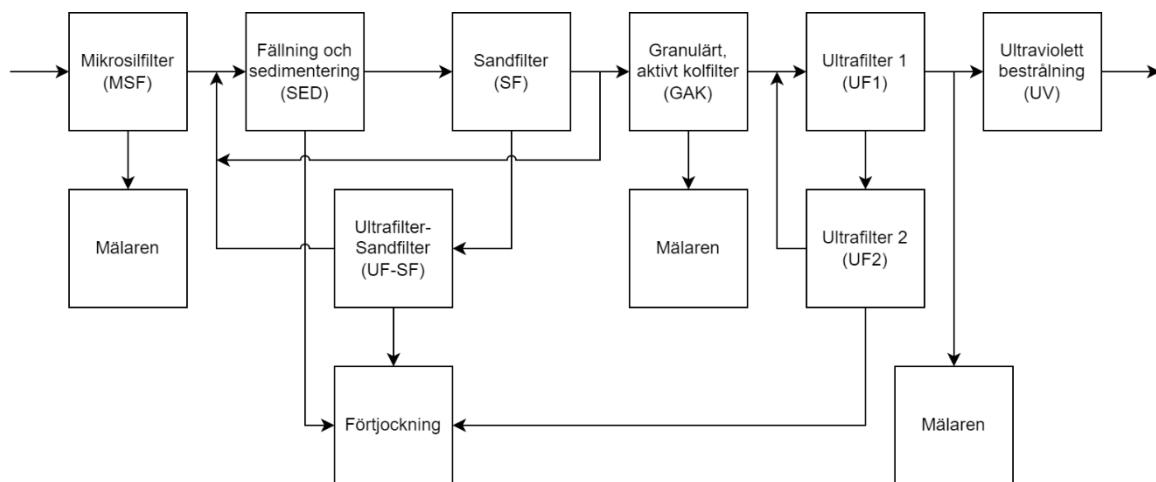 Mikrosilfilter
(MSF)
Fällning och
sedimentering
(SED)
Sandfilter
(SF)
Granulärt,
aktivt kolfilter
(GAK)
Ultrafilter 1
(UF1)
Ultraviolett
bestrålning
(UV)
Mälaren
Ultrafilter-
Sandfilter
(UF-SF)
Mälaren
Ultrafilter 2
(UF2)
Förtjockning
Mälaren